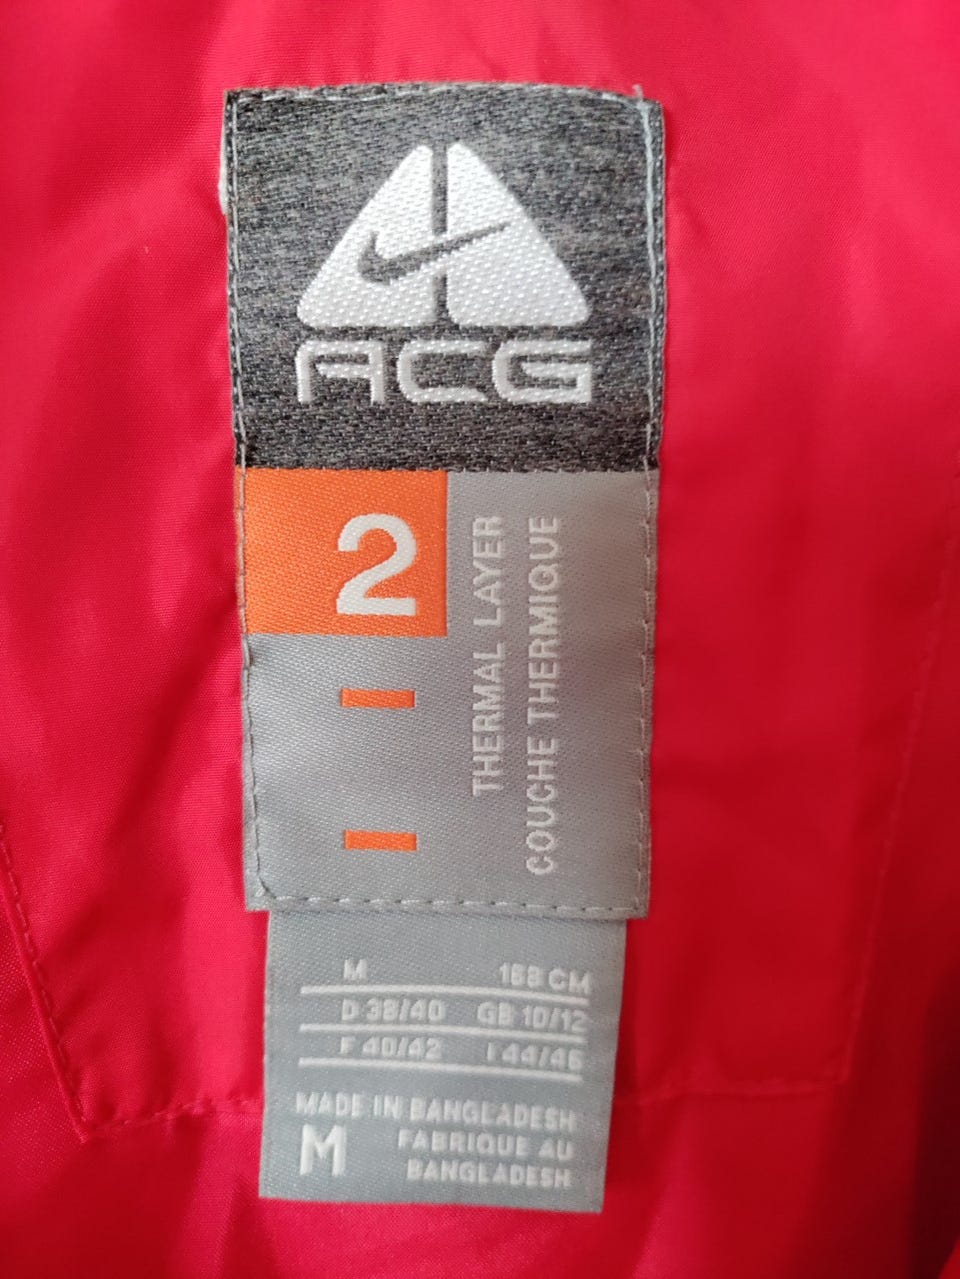 ACG
2
THERMAL LAYER
COUCHE THERMIQUE
M 168 CM
D 38/40 GB 10/12
F 40/42 I 44/46
MADE IN BANGLADESH
M
FABRIQUE AU
BANGLADESH